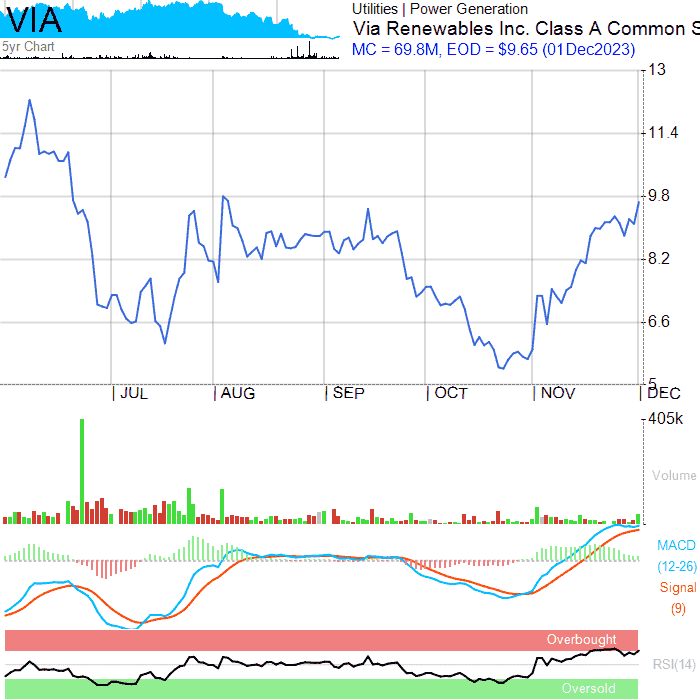 VIA
5yr Chart
Utilities | Power Generation
Via Renewables Inc. Class A Common S
MC = 69.8M, EOD = $9.65 (01Dec2023)
13
11.4
9.8
8.2
6.6
5
JUL
AUG
SEP
OCT
NOV
DEC
405k
Volume
MACD
(12-26)
Signal
(9)
Overbought
RSI(14)
Oversold